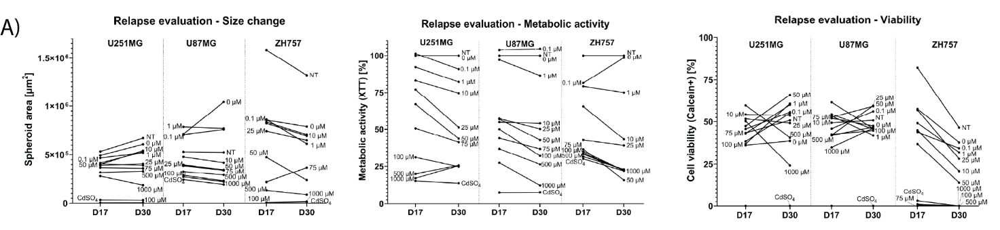 A)
Relapse evaluation - Size change
U251MG U87MG ZH757
Spheroid area [µm²]
1.5×10⁶
1×10⁶
5×10⁵
0
0.1 µM
50 µM
CdSO₄
NT
0 µM
10 µM
1 µM
25 µM
75 µM
500 µM
1000 µM
100 µM
1 µM
0.1 µM
25 µM
100 µM
CdSO₄
0 µM
NT
10 µM
50 µM
75 µM
500 µM
1000 µM
0.1 µM
25 µM
50 µM
500 µM
100 µM
NT
0 µM
10 µM
1 µM
75 µM
1000 µM
CdSO₄
D17 D30 D17 D30 D17 D30
Relapse evaluation - Metabolic activity
U251MG U87MG ZH757
Metabolic activity (XTT) [%]
100
75
50
25
0
100 µM
500 µM
1000 µM
NT
0 µM
0.1 µM
1 µM
10 µM
25 µM
50 µM
75 µM
CdSO₄
0.1 µM
NT
0 µM
1 µM
10 µM
25 µM
50 µM
75 µM
100 µM
500 µM
1000 µM
CdSO₄
0.1 µM
75 µM
100 µM
500 µM
CdSO₄
NT
0 µM
1 µM
10 µM
25 µM
1000 µM
50 µM
D17 D30 D17 D30 D17 D30
Relapse evaluation - Viability
U251MG U87MG ZH757
Cell viability (Calcein+) [%]
100
75
50
25
0
10 µM
75 µM
100 µM
50 µM
1 µM
0.1 µM
NT
25 µM
500 µM
0 µM
1000 µM
CdSO₄
75 µM
10 µM
500 µM
1000 µM
25 µM
50 µM
0.1 µM
NT
0 µM
100 µM
1 µM
CdSO₄
CdSO₄
75 µM
NT
0 µM
0.1 µM
1 µM
25 µM
10 µM
50 µM
1000 µM
100 µM
500 µM
D17 D30 D17 D30 D17 D30